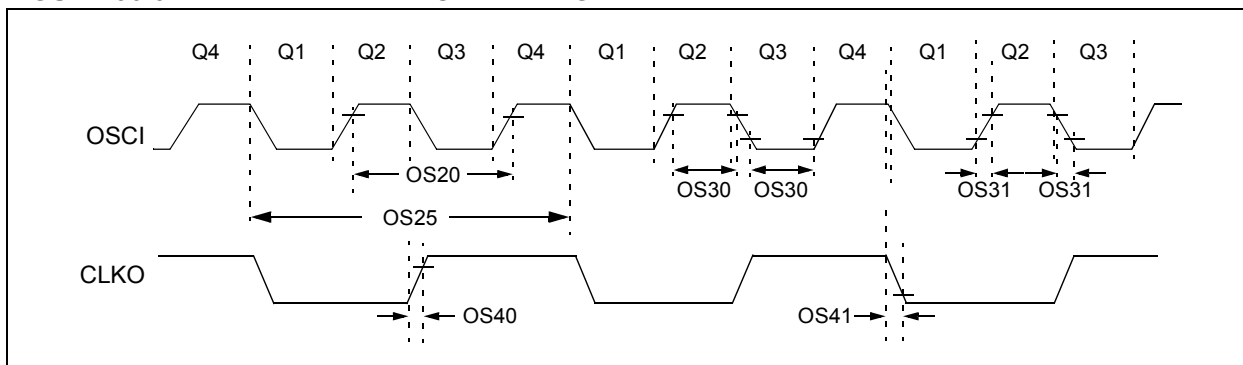 Q4 Q1 Q2 Q3 Q4 Q1 Q2 Q3 Q4 Q1 Q2 Q3
OSCI
OS20 OS30 OS30 OS31 OS31
OS25
CLKO
OS40 OS41